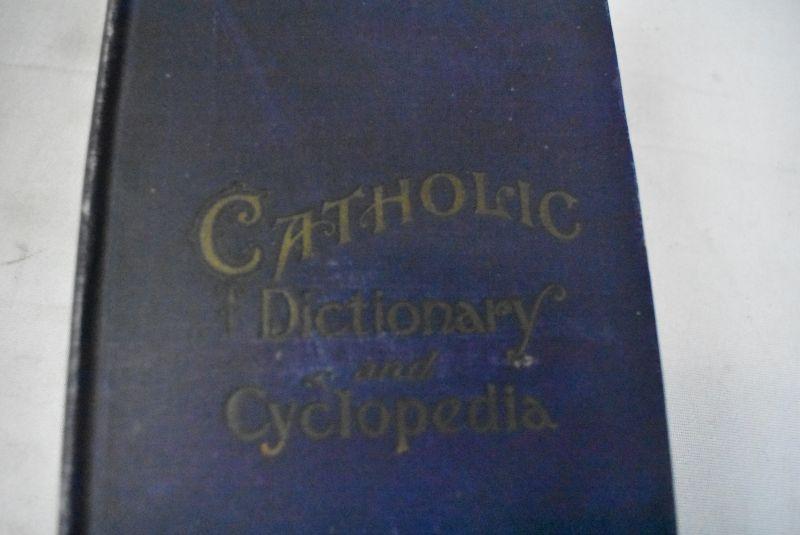 CATHOLIC
Dictionary
and
Cyclopedia